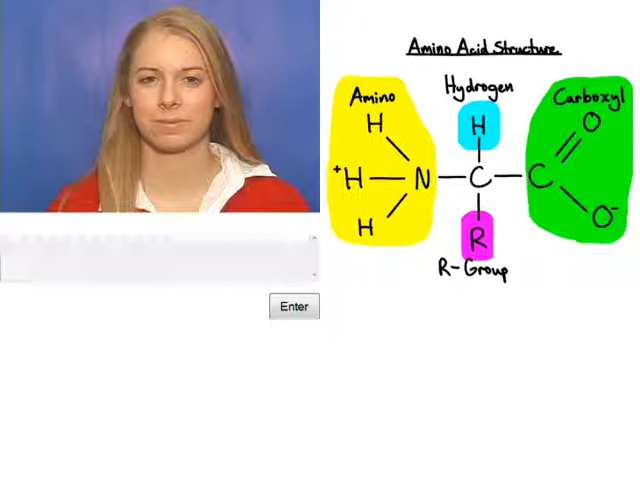 Amino Acid Structure
Hydrogen
Amino
Carboxyl
H
H
O
⁺H
N
C
C
H
R
O⁻
R-Group
Enter